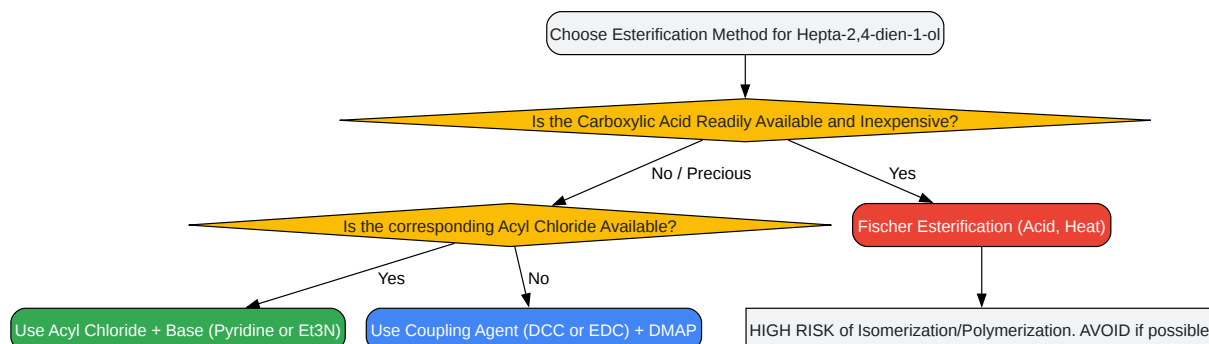 Choose Esterification Method for Hepta-2,4-dien-1-ol
Is the Carboxylic Acid Readily Available and Inexpensive?
No / Precious
Yes
Is the corresponding Acyl Chloride Available?
Fischer Esterification (Acid, Heat)
Yes
No
Use Acyl Chloride + Base (Pyridine or Et3N)
Use Coupling Agent (DCC or EDC) + DMAP
HIGH RISK of Isomerization/Polymerization. AVOID if possible